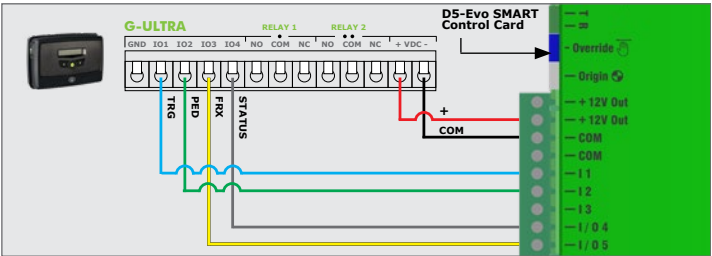 G-ULTRA
RELAY 1 RELAY 2
GND IO1 IO2 IO3 IO4 NO COM NC NO COM NC + VDC -
TRG
PED
FRX
STATUS
+
COM
D5-Evo SMART
Control Card
T
R
Override
Origin
+ 12V Out
+ 12V Out
COM
COM
I 1
I 2
I 3
I / O 4
I / O 5